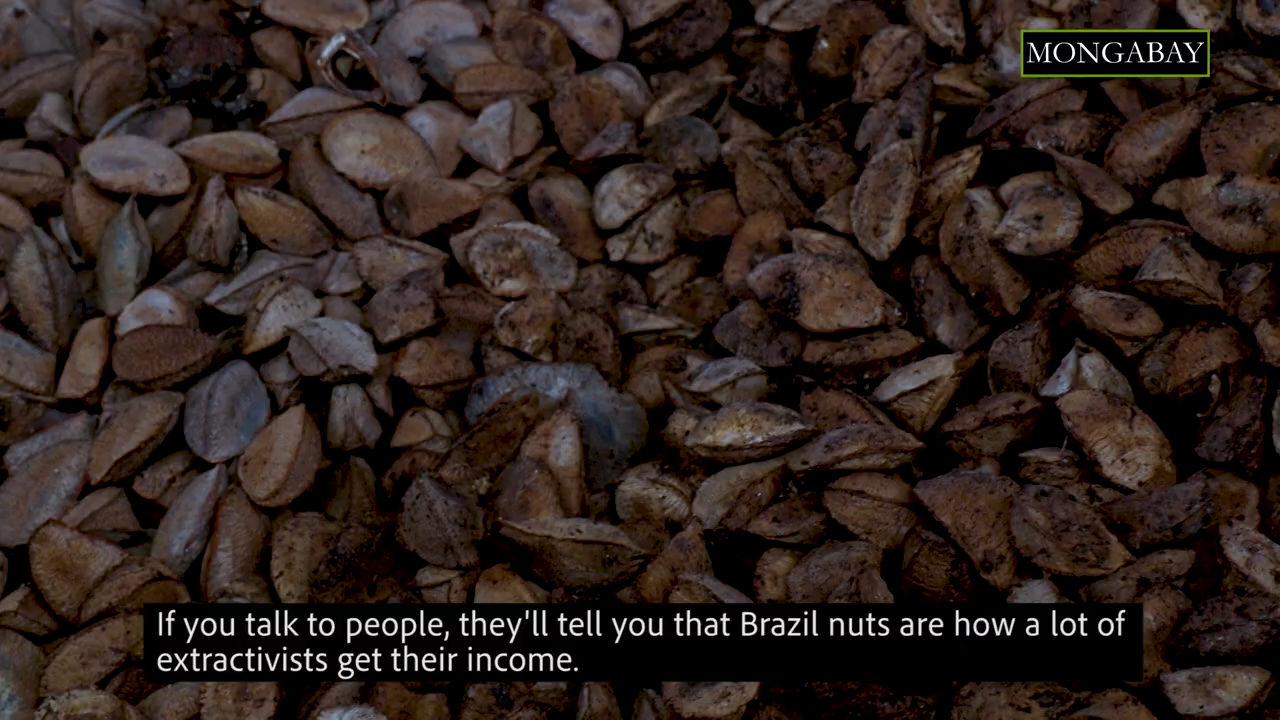 MONGABAY
If you talk to people, they'll tell you that Brazil nuts are how a lot of
extractivists get their income.